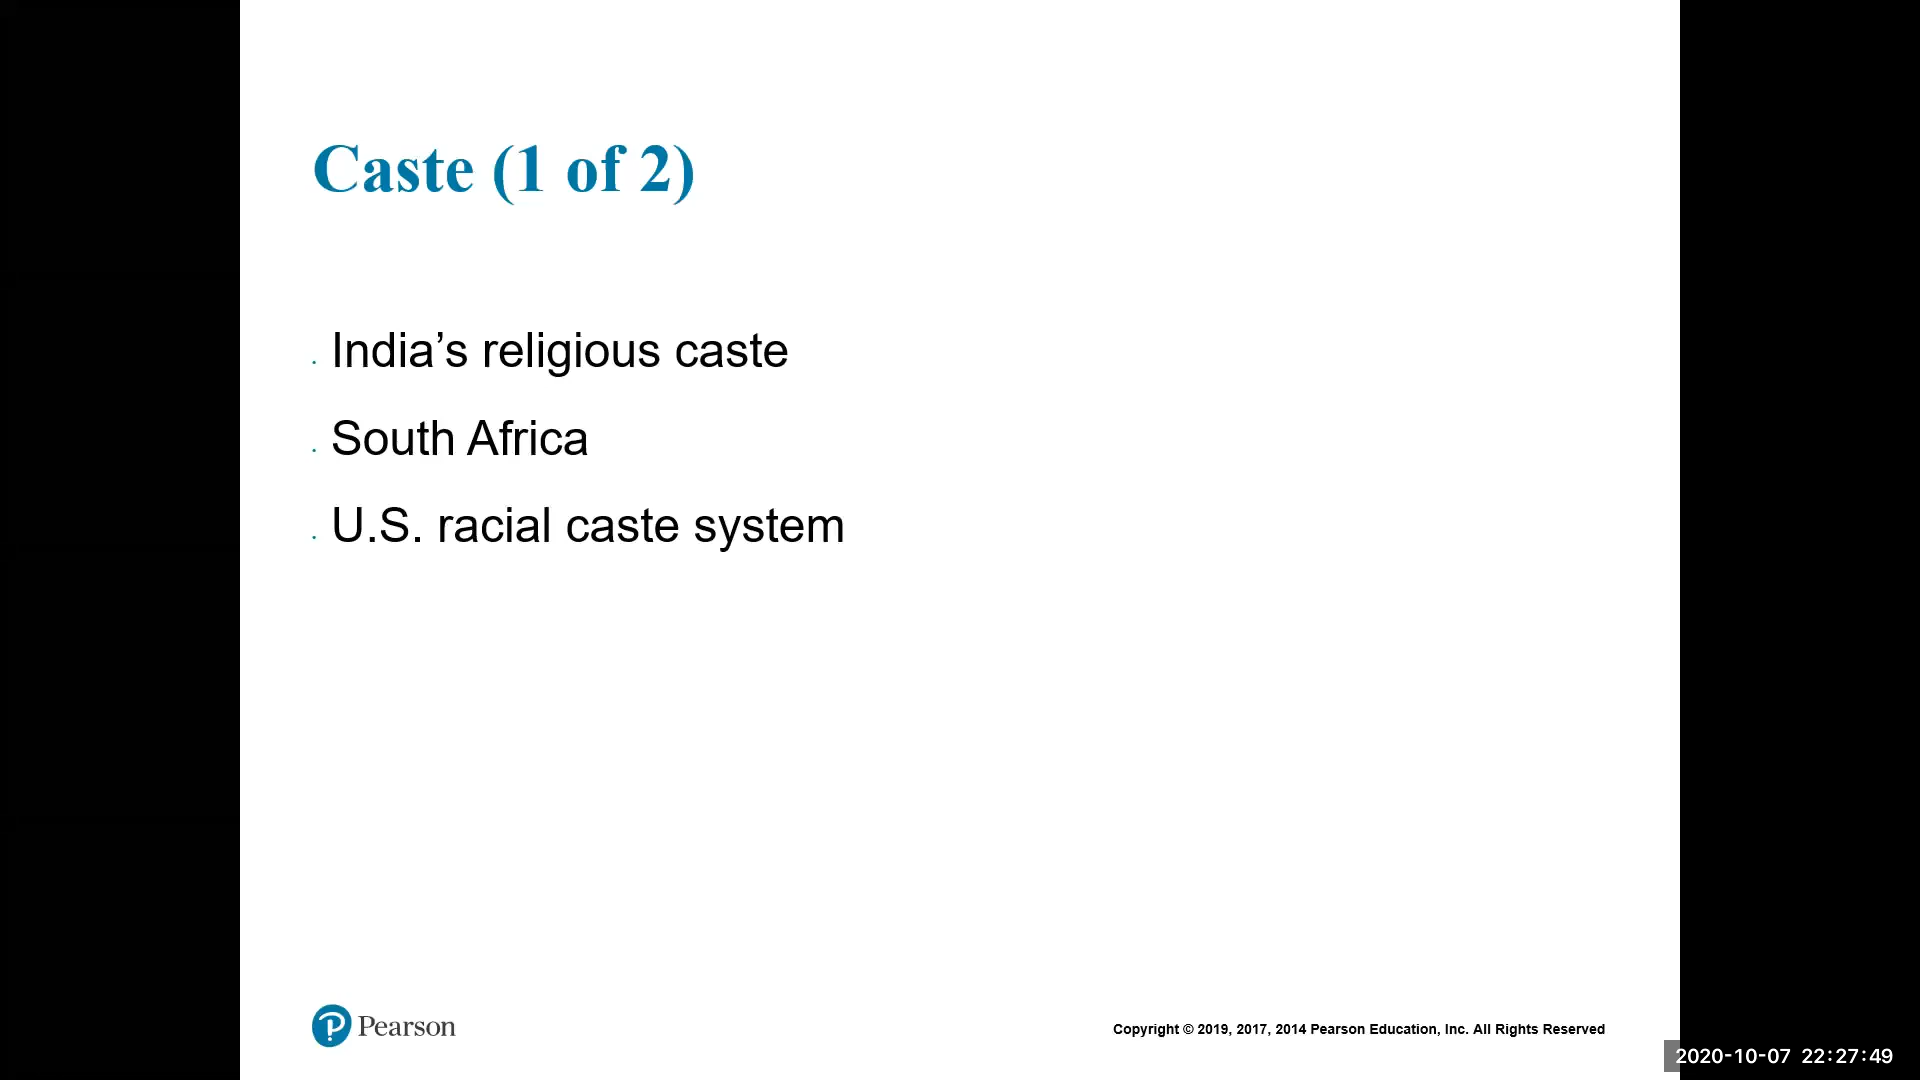 Caste (1 of 2)
India’s religious caste
South Africa
U.S. racial caste system
Pearson
Copyright © 2019, 2017, 2014 Pearson Education, Inc. All Rights Reserved
2020-10-07 22:27:49